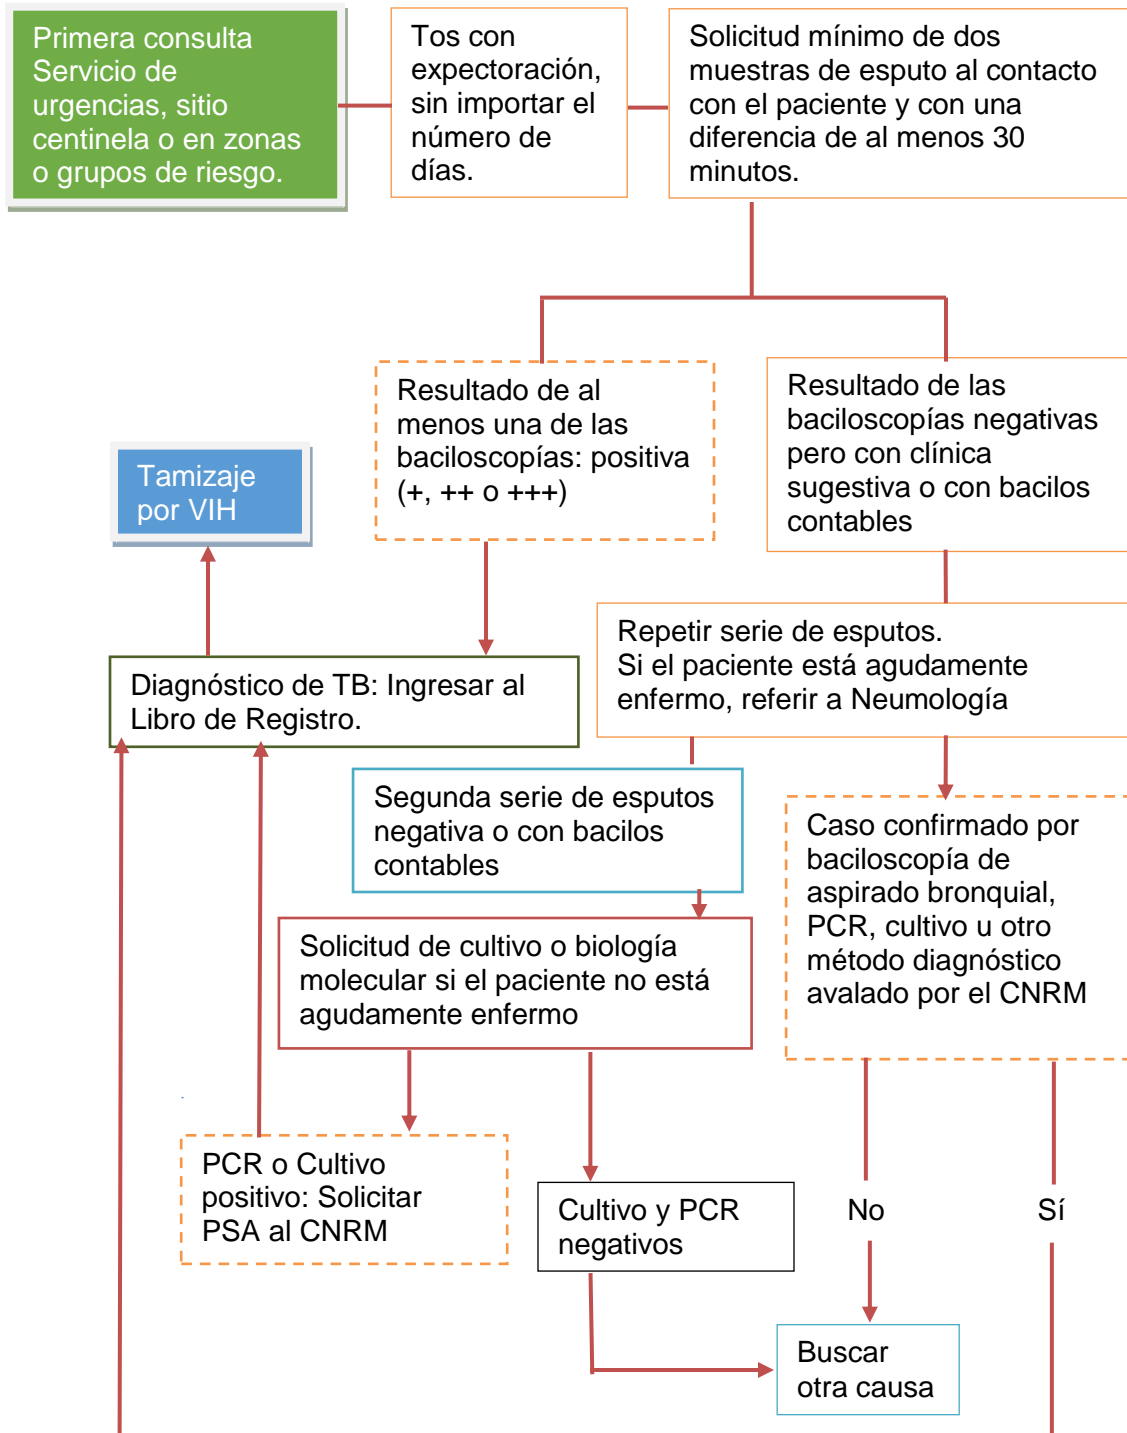 Primera consulta
Servicio de
urgencias, sitio
centinela o en zonas
o grupos de riesgo.
Tos con
expectoración,
sin importar el
número de
días.
Solicitud mínimo de dos
muestras de esputo al contacto
con el paciente y con una
diferencia de al menos 30
minutos.
Resultado de al
menos una de las
baciloscopías: positiva
(+, ++ o +++)
Resultado de las
baciloscopías negativas
pero con clínica
sugestiva o con bacilos
contables
Tamizaje
por VIH
Repetir serie de esputos.
Si el paciente está agudamente
enfermo, referir a Neumología
Diagnóstico de TB: Ingresar al
Libro de Registro.
Segunda serie de esputos
negativa o con bacilos
contables
Caso confirmado por
baciloscopía de
aspirado bronquial,
PCR, cultivo u otro
método diagnóstico
avalado por el CNRM
Solicitud de cultivo o biología
molecular si el paciente no está
agudamente enfermo
PCR o Cultivo
positivo: Solicitar
PSA al CNRM
Cultivo y PCR
negativos
No
Sí
Buscar
otra causa